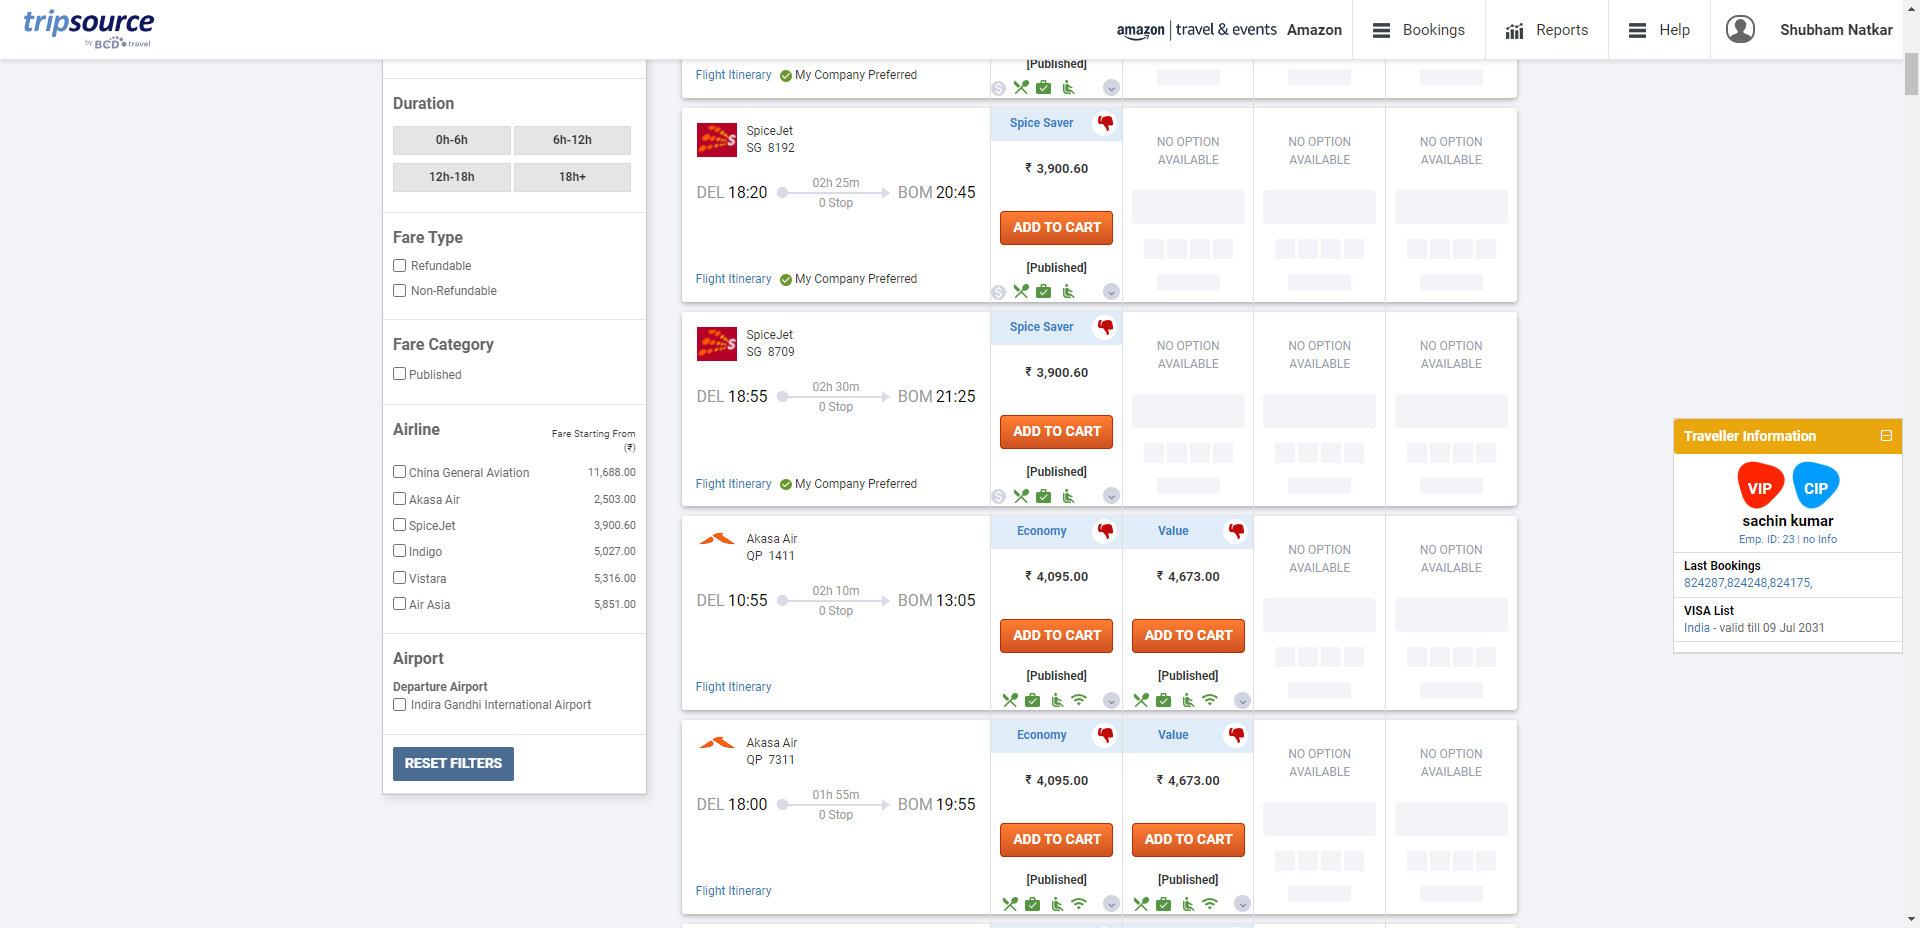 tripsource
by BCD travel
amazon travel & events Amazon
Bookings
Reports
Help
Shubham Natkar
Duration
0h-6h
6h-12h
12h-18h
18h+
Fare Type
Refundable
Non-Refundable
Fare Category
Published
Airline
Fare Starting From
(₹)
China General Aviation 11,688.00
Akasa Air 2,503.00
SpiceJet 3,900.60
Indigo 5,027.00
Vistara 5,316.00
Air Asia 5,851.00
Airport
Departure Airport
Indira Gandhi International Airport
RESET FILTERS
[Published]
Flight Itinerary My Company Preferred
SpiceJet
SG 8192
DEL 18:20
02h 25m
0 Stop
BOM 20:45
Flight Itinerary My Company Preferred
Spice Saver
₹ 3,900.60
ADD TO CART
[Published]
NO OPTION
AVAILABLE
NO OPTION
AVAILABLE
NO OPTION
AVAILABLE
SpiceJet
SG 8709
DEL 18:55
02h 30m
0 Stop
BOM 21:25
Flight Itinerary My Company Preferred
Spice Saver
₹ 3,900.60
ADD TO CART
[Published]
NO OPTION
AVAILABLE
NO OPTION
AVAILABLE
NO OPTION
AVAILABLE
Akasa Air
QP 1411
DEL 10:55
02h 10m
0 Stop
BOM 13:05
Flight Itinerary
Economy
₹ 4,095.00
ADD TO CART
[Published]
Value
₹ 4,673.00
ADD TO CART
[Published]
NO OPTION
AVAILABLE
NO OPTION
AVAILABLE
Akasa Air
QP 7311
DEL 18:00
01h 55m
0 Stop
BOM 19:55
Flight Itinerary
Economy
₹ 4,095.00
ADD TO CART
[Published]
Value
₹ 4,673.00
ADD TO CART
[Published]
NO OPTION
AVAILABLE
NO OPTION
AVAILABLE
Traveller Information
VIP
CIP
sachin kumar
Emp. ID: 23 | no Info
Last Bookings
824287,824248,824175,
VISA List
India - valid till 09 Jul 2031